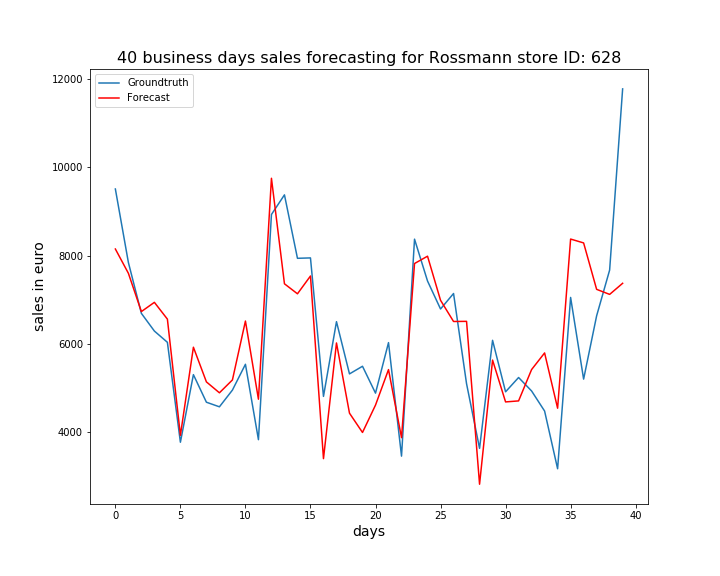 40 business days sales forecasting for Rossmann store ID: 628
Groundtruth
Forecast
sales in euro
12000
10000
8000
6000
4000
0
5
10
15
20
25
30
35
40
days